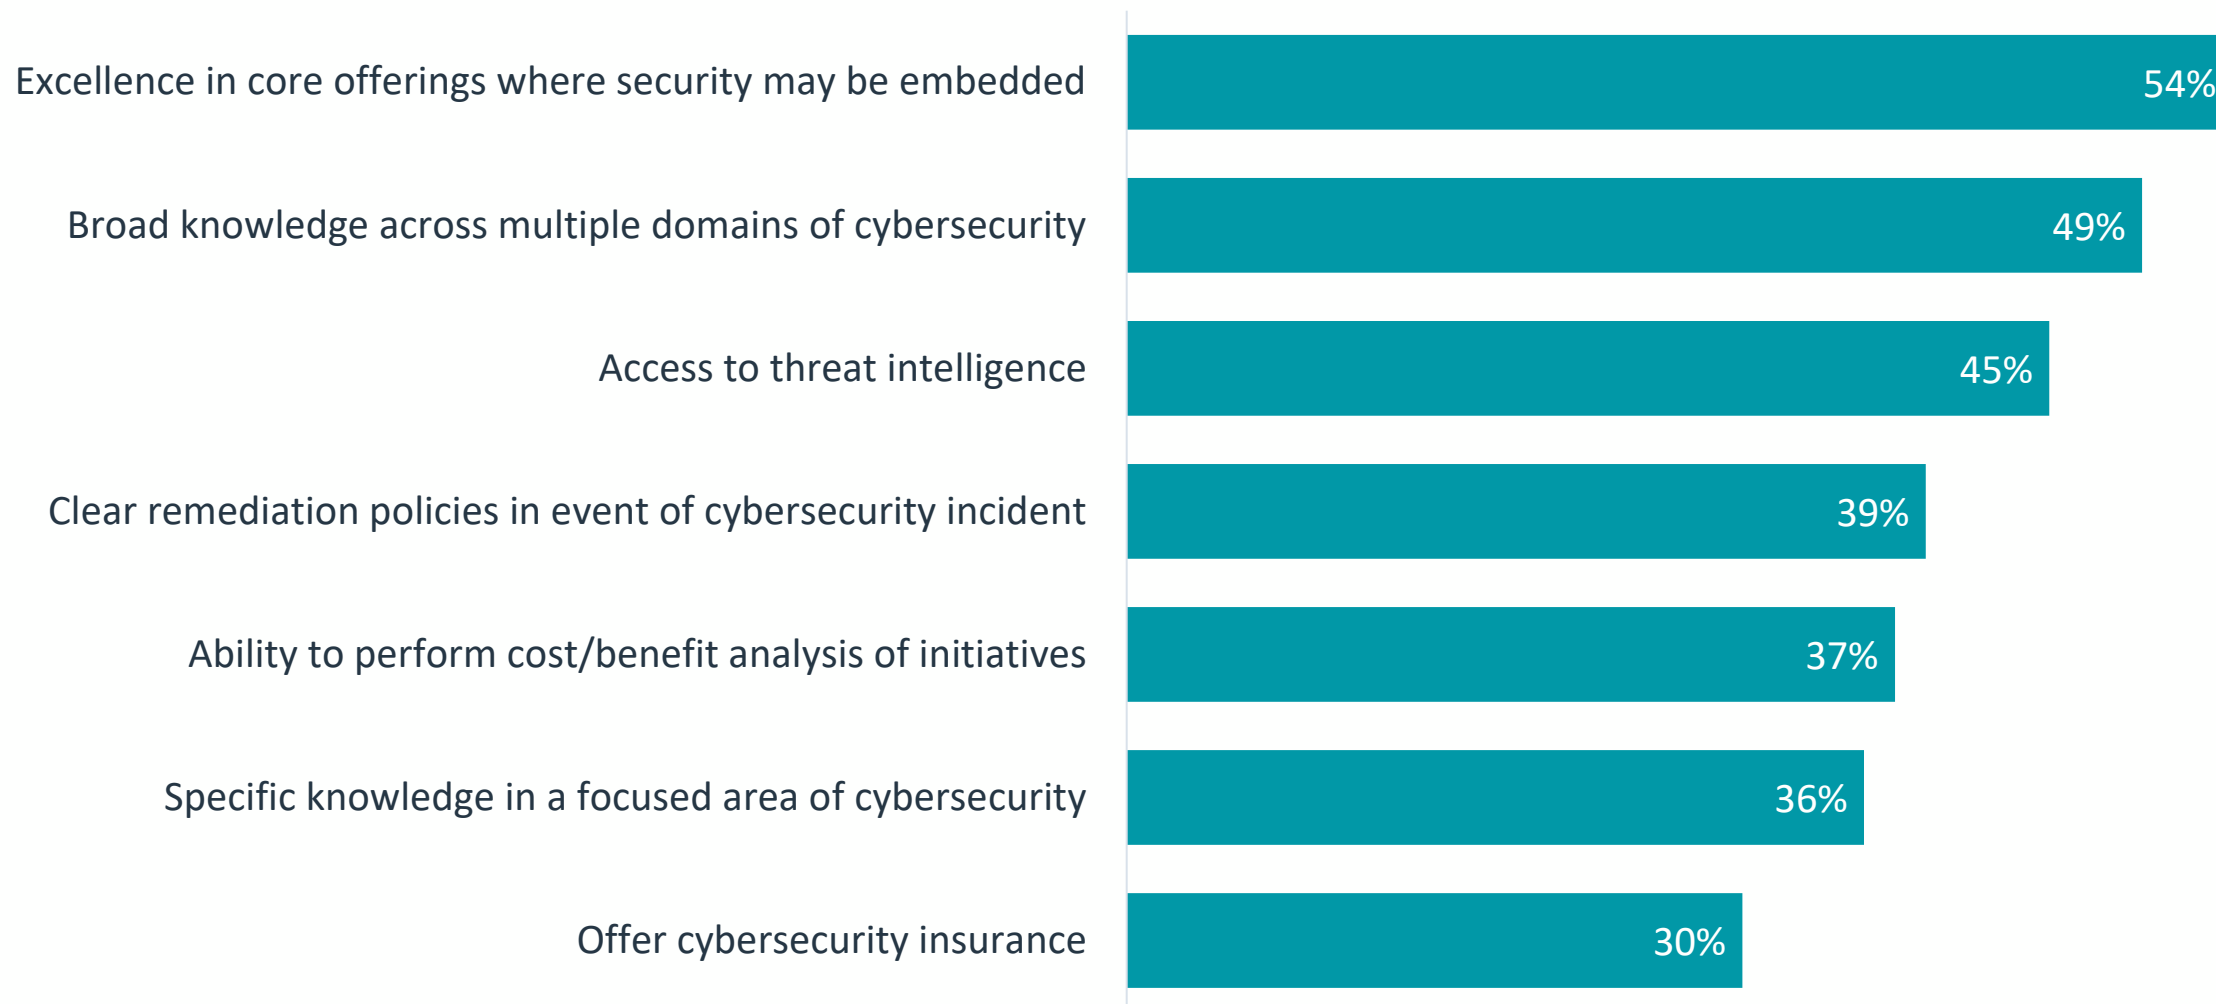 Excellence in core offerings where security may be embedded 54%
Broad knowledge across multiple domains of cybersecurity 49%
Access to threat intelligence 45%
Clear remediation policies in event of cybersecurity incident 39%
Ability to perform cost/benefit analysis of initiatives 37%
Specific knowledge in a focused area of cybersecurity 36%
Offer cybersecurity insurance 30%